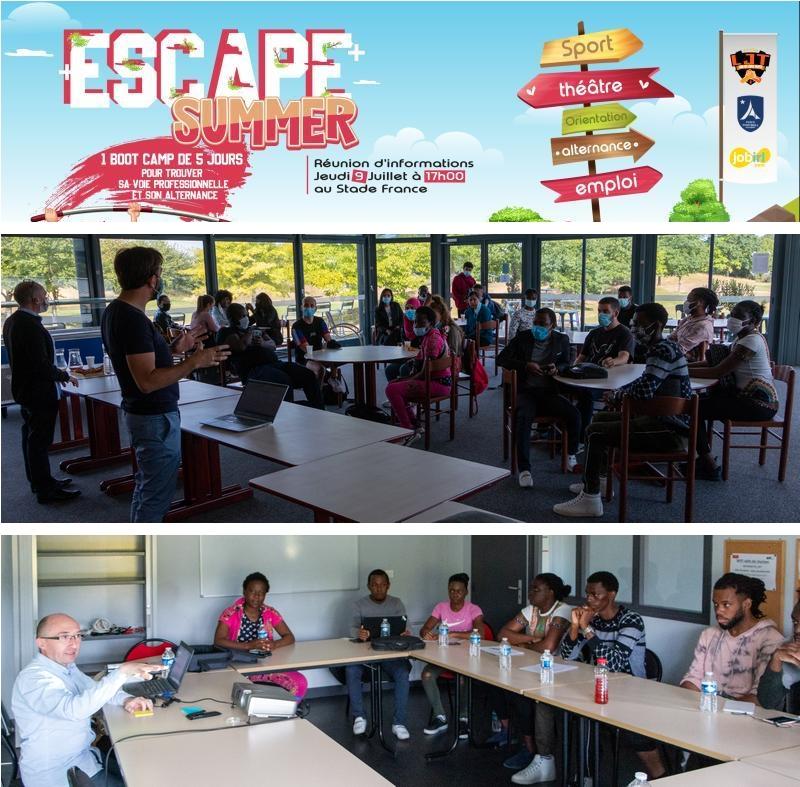 ESCAPE
SUMMER
1 BOOT CAMP DE 5 JOURS
POUR TROUVER
SA VOIE PROFESSIONNELLE
ET SON ALTERNANCE
Réunion d'informations
Jeudi 9 Juillet à 17h00
au Stade France
Sport
théâtre
Orientation
•alternance•
emploi
LJT
jobirl